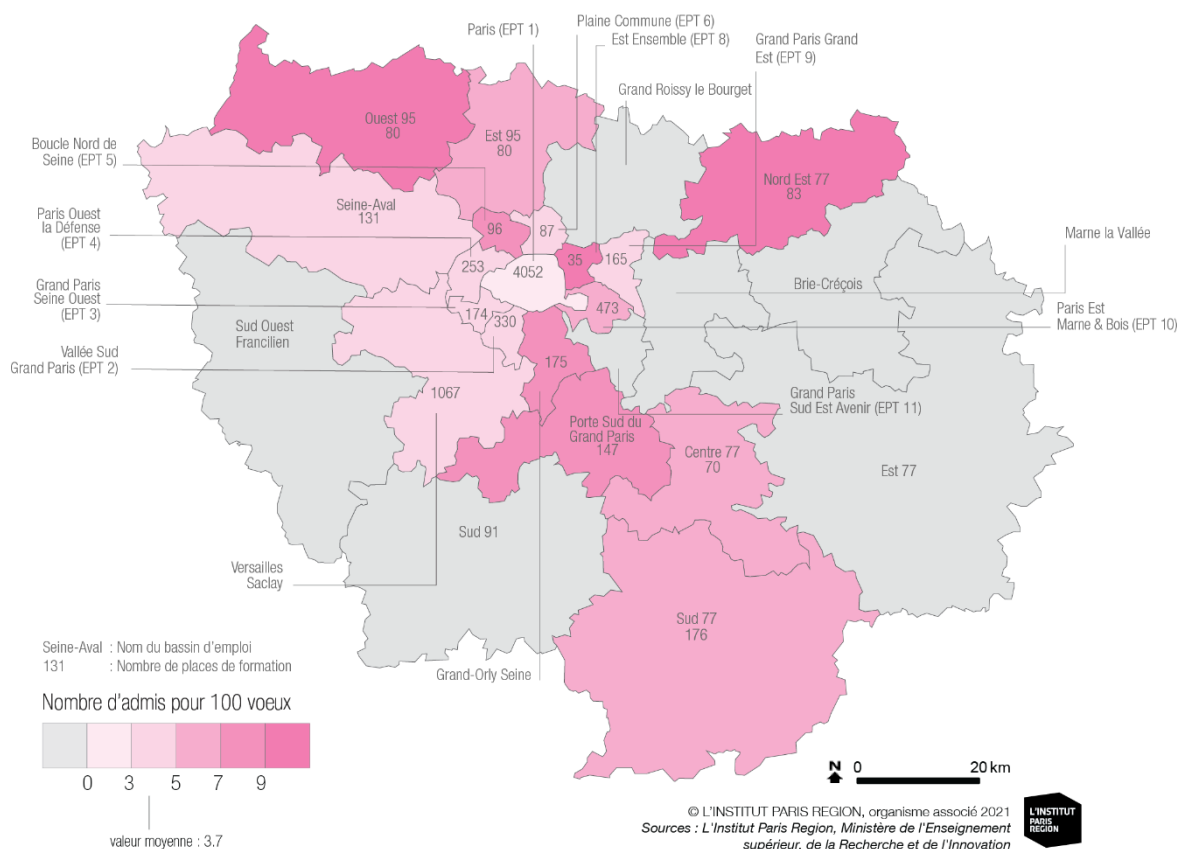 Paris (EPT 1)
Plaine Commune (EPT 6)
Est Ensemble (EPT 8)
Grand Paris Grand
Est (EPT 9)
Grand Roissy le Bourget
Ouest 95
80
Est 95
80
Boucle Nord de
Seine (EPT 5)
Nord Est 77
83
Seine-Aval
131
Paris Ouest
la Défense
(EPT 4)
96
87
Marne la Vallée
253
4052
35
165
Brie-Créçois
Grand Paris
Seine Ouest
(EPT 3)
174
330
473
Paris Est
Marne & Bois (EPT 10)
Sud Ouest
Francilien
Vallée Sud
Grand Paris (EPT 2)
175
1067
Grand Paris
Sud Est Avenir (EPT 11)
Porte Sud du
Grand Paris
147
Centre 77
70
Est 77
Sud 91
Versailles
Saclay
Sud 77
176
Grand-Orly Seine
Seine-Aval : Nom du bassin d'emploi
131 : Nombre de places de formation
Nombre d'admis pour 100 voeux
0 3 5 7 9
valeur moyenne : 3.7
N 0 20 km
© L'INSTITUT PARIS REGION, organisme associé 2021
Sources : L'Institut Paris Region, Ministère de l'Enseignement
supérieur, de la Recherche et de l'Innovation
L'INSTITUT
PARIS
REGION